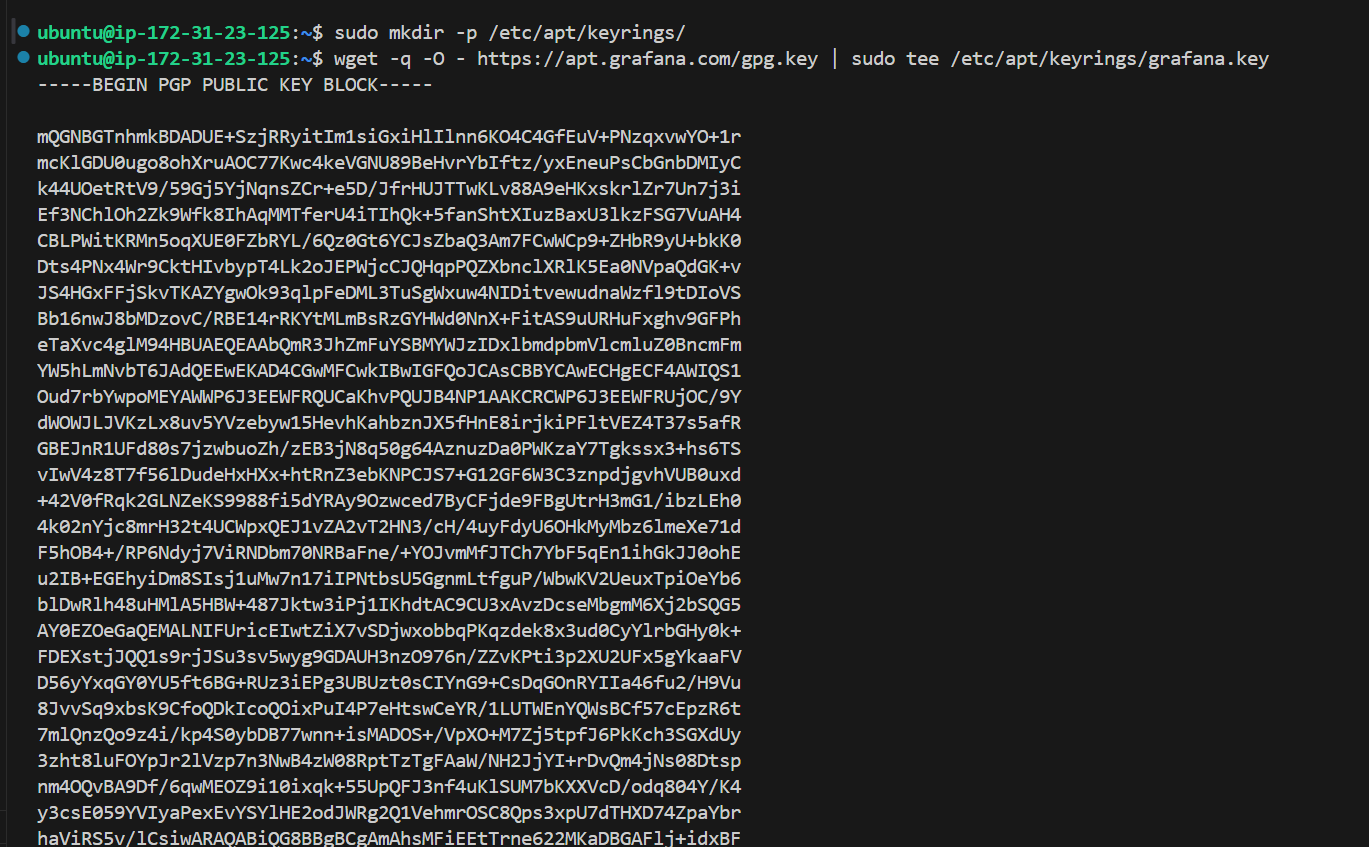 ubuntu@ip-172-31-23-125:~$ sudo mkdir -p /etc/apt/keyrings/
ubuntu@ip-172-31-23-125:~$ wget -q -O - https://apt.grafana.com/gpg.key | sudo tee /etc/apt/keyrings/grafana.key
-----BEGIN PGP PUBLIC KEY BLOCK-----
mQGNBGTnhmkBDADUE+SzjRRyitIm1siGxiHlIlnn6KO4C4GfEuV+PNzqxvwYO+1r
mcKlGDU0ugo8ohXruAOC77Kwc4keVGNU89BeHvrYbIftz/yxEneuPsCbGnbDMIyC
k44UOetRtV9/59Gj5YjNqnsZCr+e5D/JfrHUJTTwKLv88A9eHKxskrlZr7Un7j3i
Ef3NChlOh2Zk9Wfk8IhAqMMTferU4iTIhQk+5fanShtXIuzBaxU3lkzFSG7VuAH4
CBLPWitKRMn5oqXUE0FZbRYL/6Qz0Gt6YCJsZbaQ3Am7FCwWCp9+ZHbR9yU+bkK0
Dts4PNx4Wr9CktHIvbypT4Lk2oJEPWjcCJQHqpPQZXbnclXRlK5Ea0NVpaQdGK+v
JS4HGxFFjSkvTKAZYgwOk93qlpFeDML3TuSgWxuw4NIDitvewudnaWzfl9tDIoVS
Bb16nwJ8bMDzovC/RBE14rRKYtMLmBsRzGYHWd0NnX+FitAS9uURHuFxghv9GFPh
eTaXvc4glM94HBUAEQEAAbQmR3JhZmFuYSBMYWJzIDxlbmdpbmVlcmluZ0BncmFm
YW5hLmNvbT6JAdQEEwEKAD4CGwMFCwkIBwIGFQoJCAsCBBYCAwECHgECF4AWIQS1
Oud7rbYwpoMEYAWWP6J3EEWFRQUCaKhvPQUJB4NP1AAKCRCWP6J3EEWFRUjOC/9Y
dWOWJLJVKzLx8uv5YVzebyw15HevhKahbznJX5fHnE8irjkiPFltVEZ4T37s5afR
GBEJnR1UFd80s7jzwbuoZh/zEB3jN8q50g64AznuzDa0PWKzaY7Tgkssx3+hs6TS
vIwV4z8T7f56lDudeHxHXx+htRnZ3ebKNPCJS7+G12GF6W3C3znpdjgvhVUB0uxd
+42V0fRqk2GLNZeKS9988fi5dYRAy9Ozwced7ByCFjde9FBgUtrH3mG1/ibzLEh0
4k02nYjc8mrH32t4UCWpxQEJ1vZA2vT2HN3/cH/4uyFdyU6OHkMyMbz6lmeXe71d
F5hOB4+/RP6Ndyj7ViRNDbm70NRBaFne/+YOJvmMfJTCh7YbF5qEn1ihGkJJ0ohE
u2IB+EGEhyiDm8SIsj1uMw7n17iIPNtbsU5GgnmLtfguP/WbwKV2UeuxTpiOeYb6
blDwRlh48uHMlA5HBW+487Jktw3iPj1IKhdtAC9CU3xAvzDcseMbgmM6Xj2bSQG5
AY0EZOeGaQEMALNIFUricEIwtZiX7vSDjwxobbqPKqzdek8x3ud0CyYlrbGHy0k+
FDEXstjJQQ1s9rjJSu3sv5wyg9GDAUH3nzO976n/ZZvKPti3p2XU2UFx5gYkaaFV
D56yYxqGY0YU5ft6BG+RUz3iEPg3UBUzt0sCIYnG9+CsDqGOnRYIIa46fu2/H9Vu
8JvvSq9xbsK9CfoQDkIcoQOixPuI4P7eHtswCeYR/1LUTWEnYQWsBCf57cEpzR6t
7mlQnzQo9z4i/kp4S0ybDB77wnn+isMADOS+/VpXO+M7Zj5tpfJ6PkKch3SGXdUy
3zht8luFOYpJr2lVzp7n3NwB4zW08RptTzTgFAaW/NH2JjYI+rDvQm4jNs08Dtsp
nm4OQvBA9Df/6qwMEOZ9i10ixqk+55UpQFJ3nf4uKlSUM7bKXXVcD/odq804Y/K4
y3csE059YVIyaPexEvYSYlHE2odJWRg2Q1VehmrOSC8Qps3xpU7dTHXD74ZpaYbr
haViRS5v/lCsiwARAQABiQG8BBgBCgAmAhsMFiEEtTrne622MKaDBGAFlj+idxBF